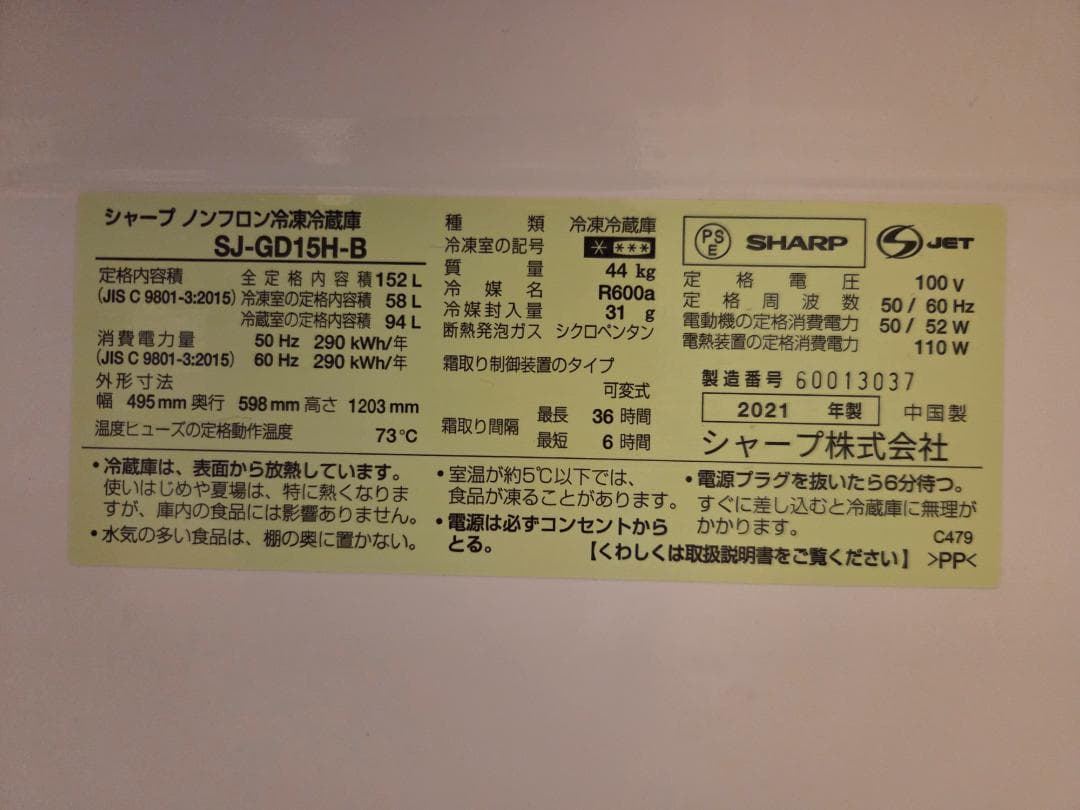 シャープ ノンフロン冷凍冷蔵庫
SJ-GD15H-B
定格内容積 全定格内容積 152 L
(JIS C 9801-3:2015) 冷凍室の定格内容積 58 L
冷蔵室の定格内容積 94 L
消費電力量 50 Hz 290 kWh/年
(JIS C 9801-3:2015) 60 Hz 290 kWh/年
外形寸法
幅 495 mm 奥行 598 mm 高さ 1203 mm
温度ヒューズの定格動作温度 73℃
種類 冷凍冷蔵庫
冷凍室の記号 * ***
質量 44 kg
冷媒名 R600a
冷媒封入量 31 g
断熱発泡ガス シクロペンタン
霜取り制御装置のタイプ
可変式
霜取り間隔 最長 36 時間
最短 6 時間
PSE SHARP JET
定格電圧 100 V
定格周波数 50 / 60 Hz
電動機の定格消費電力 50 / 52 W
電熱装置の定格消費電力 110 W
製造番号 60013037
2021 年製 中国製
シャープ株式会社
・冷蔵庫は、表面から放熱しています。
使いはじめや夏場は、特に熱くなりま
すが、庫内の食品には影響ありません。
・水気の多い食品は、棚の奥に置かない。
・室温が約5℃以下では、
食品が凍ることがあります。
・電源は必ずコンセントから
とる。
・電源プラグを抜いたら6分待つ。
すぐに差し込むと冷蔵庫に無理が
かかります。
C479
【くわしくは取扱説明書をご覧ください】 >PP<